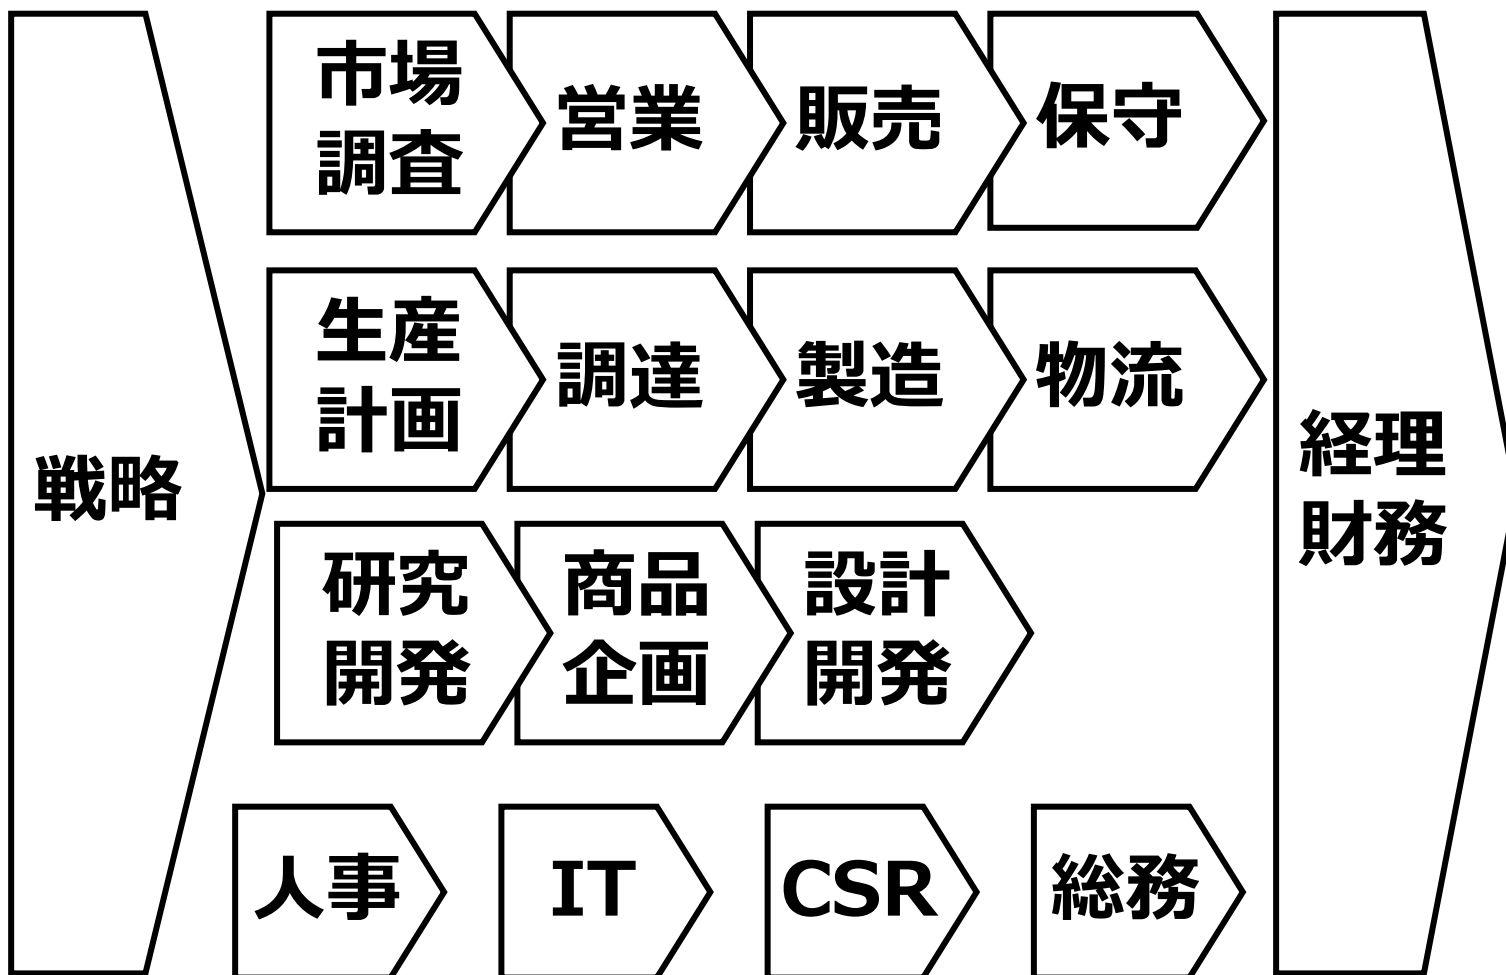 戦略
市場
調査
営業
販売
保守
生産
計画
調達
製造
物流
研究
開発
商品
企画
設計
開発
人事
IT
CSR
総務
経理
財務